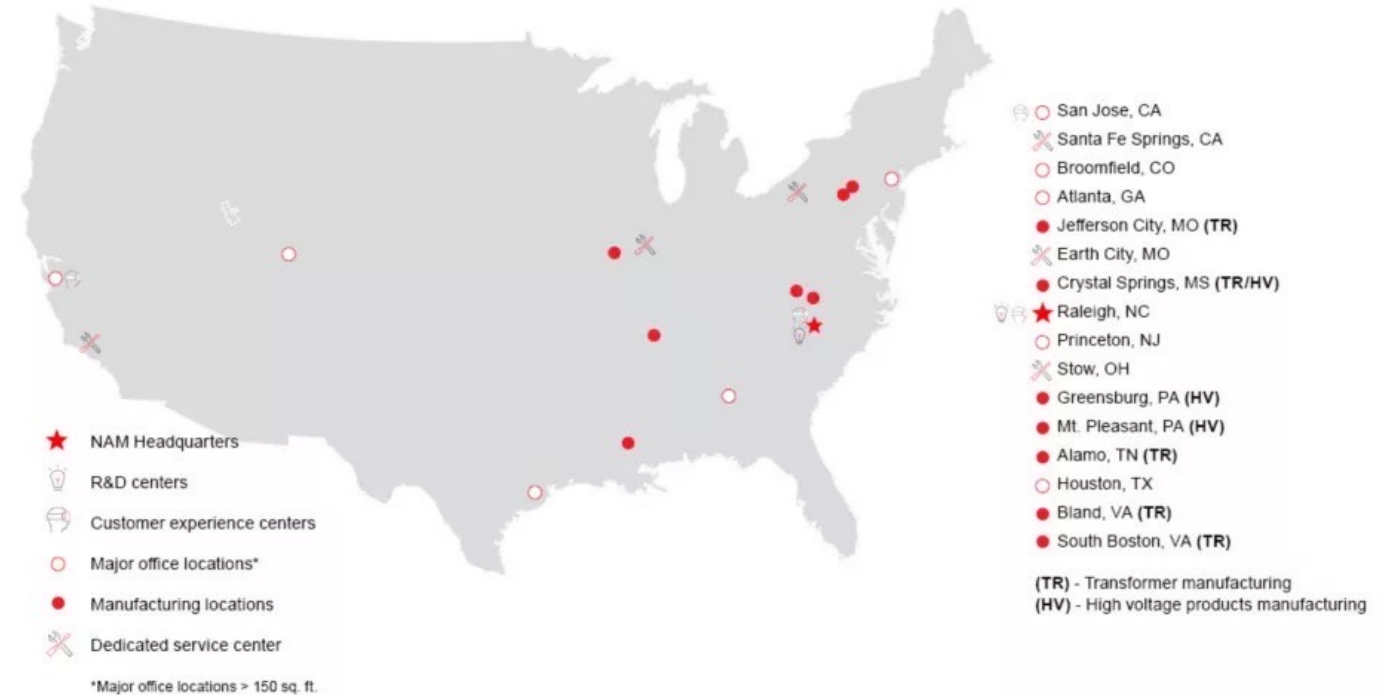 San Jose, CA
Santa Fe Springs, CA
Broomfield, CO
Atlanta, GA
Jefferson City, MO (TR)
Earth City, MO
Crystal Springs, MS (TR/HV)
Raleigh, NC
Princeton, NJ
Stow, OH
Greensburg, PA (HV)
Mt. Pleasant, PA (HV)
Alamo, TN (TR)
Houston, TX
Bland, VA (TR)
South Boston, VA (TR)
(TR) - Transformer manufacturing
(HV) - High voltage products manufacturing
NAM Headquarters
R&D centers
Customer experience centers
Major office locations*
Manufacturing locations
Dedicated service center
*Major office locations > 150 sq. ft.